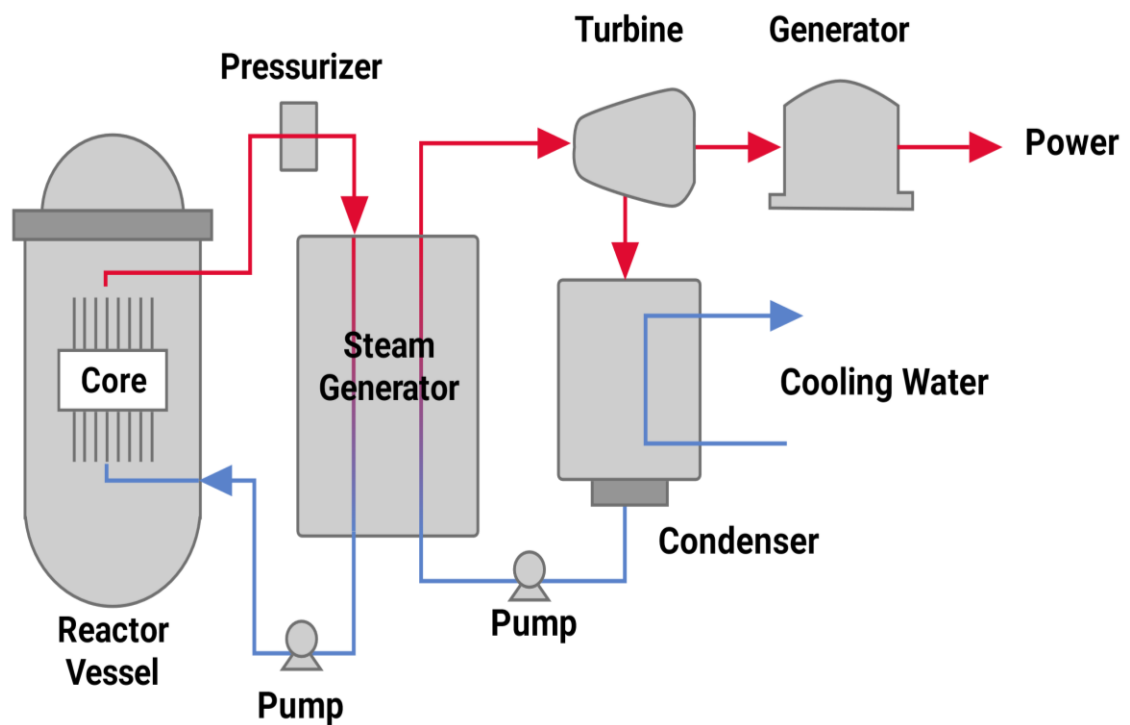 Turbine
Generator
Pressurizer
Power
Steam
Generator
Core
Cooling Water
Condenser
Pump
Reactor
Vessel
Pump